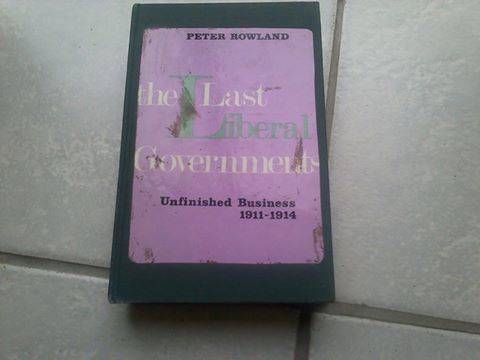 PETER ROWLAND
the Last
Liberal
Governments
Unfinished Business
1911-1914